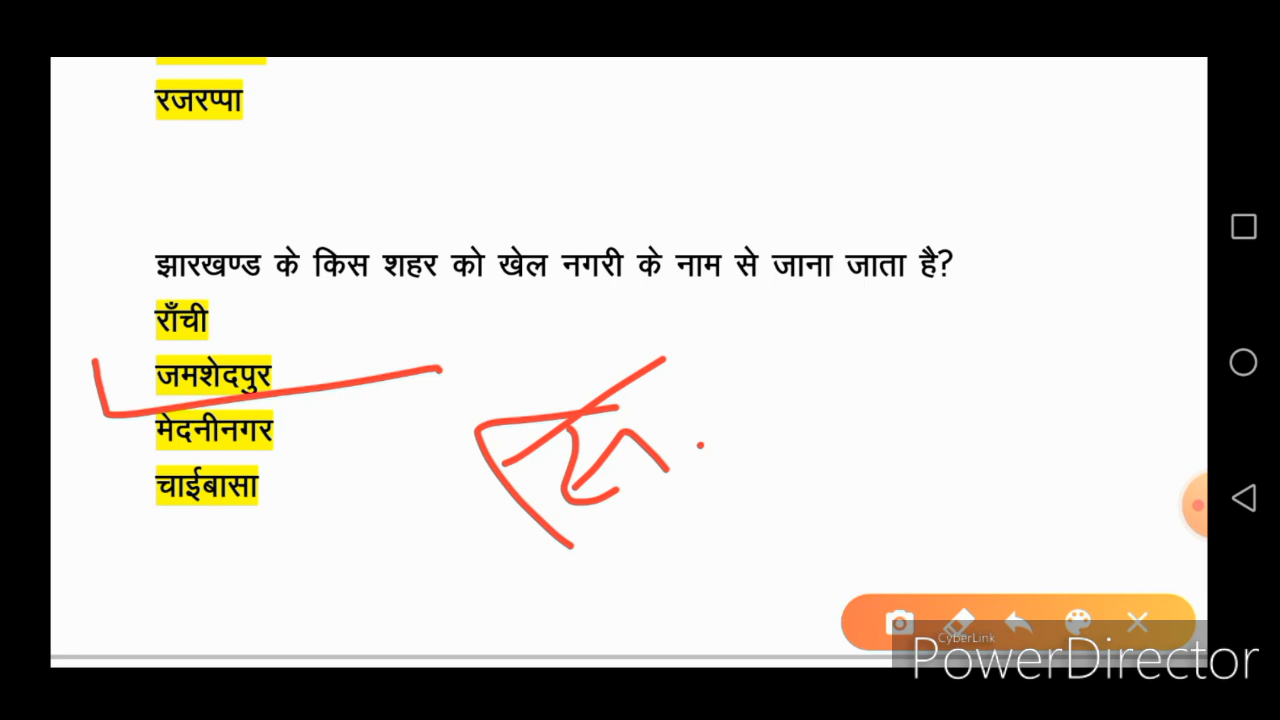 रजरप्पा
झारखण्ड के किस शहर को खेल नगरी के नाम से जाना जाता है?
राँची
जमशेदपुर
मेदनीनगर
चाईबासा
CyberLink
PowerDirector